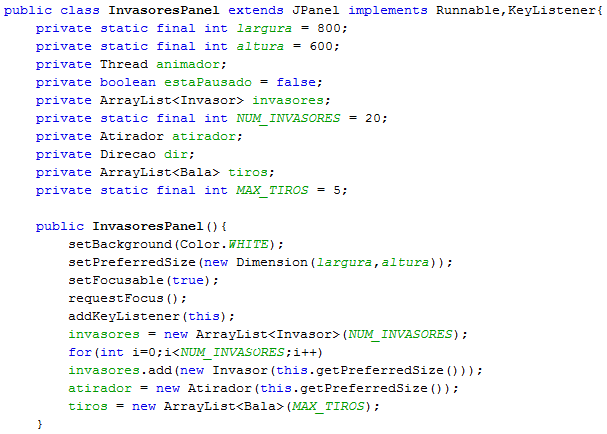 public class InvasoresPanel extends JPanel implements Runnable,KeyListener{
    private static final int largura = 800;
    private static final int altura = 600;
    private Thread animador;
    private boolean estaPausado = false;
    private ArrayList<Invasor> invasores;
    private static final int NUM_INVASORES = 20;
    private Atirador atirador;
    private Direcao dir;
    private ArrayList<Bala> tiros;
    private static final int MAX_TIROS = 5;

    public InvasoresPanel(){
        setBackground(Color.WHITE);
        setPreferredSize(new Dimension(largura,altura));
        setFocusable(true);
        requestFocus();
        addKeyListener(this);
        invasores = new ArrayList<Invasor>(NUM_INVASORES);
        for(int i=0;i<NUM_INVASORES;i++)
        invasores.add(new Invasor(this.getPreferredSize()));
        atirador = new Atirador(this.getPreferredSize());
        tiros = new ArrayList<Bala>(MAX_TIROS);
    }